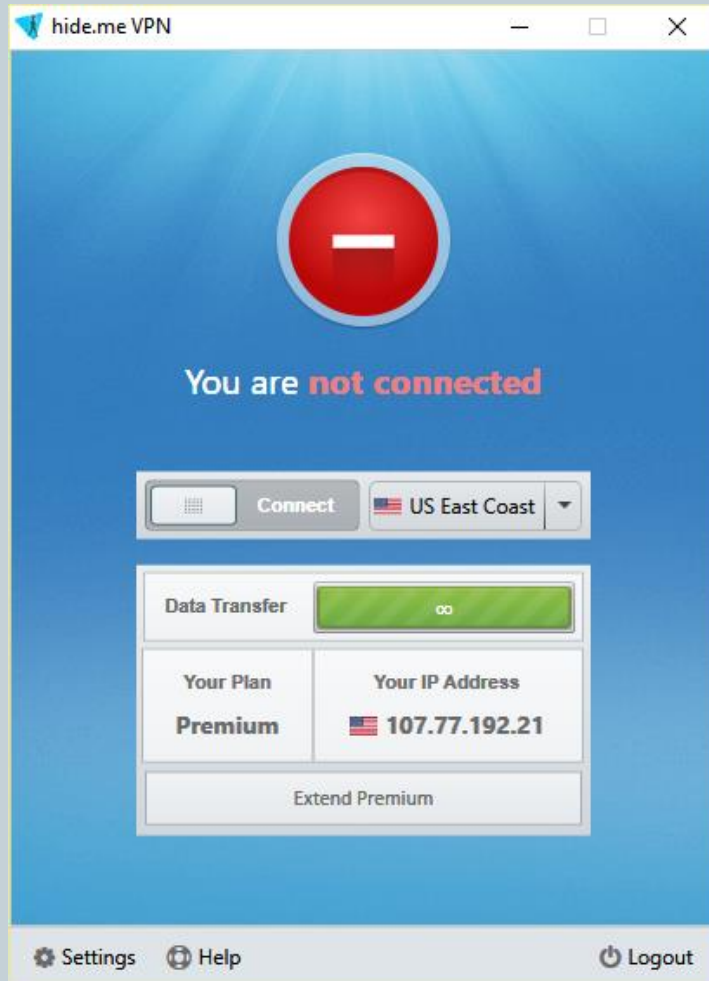 hide.me VPN
You are not connected
Connect
US East Coast
Data Transfer
∞
Your Plan
Your IP Address
Premium
107.77.192.21
Extend Premium
Settings
Help
Logout